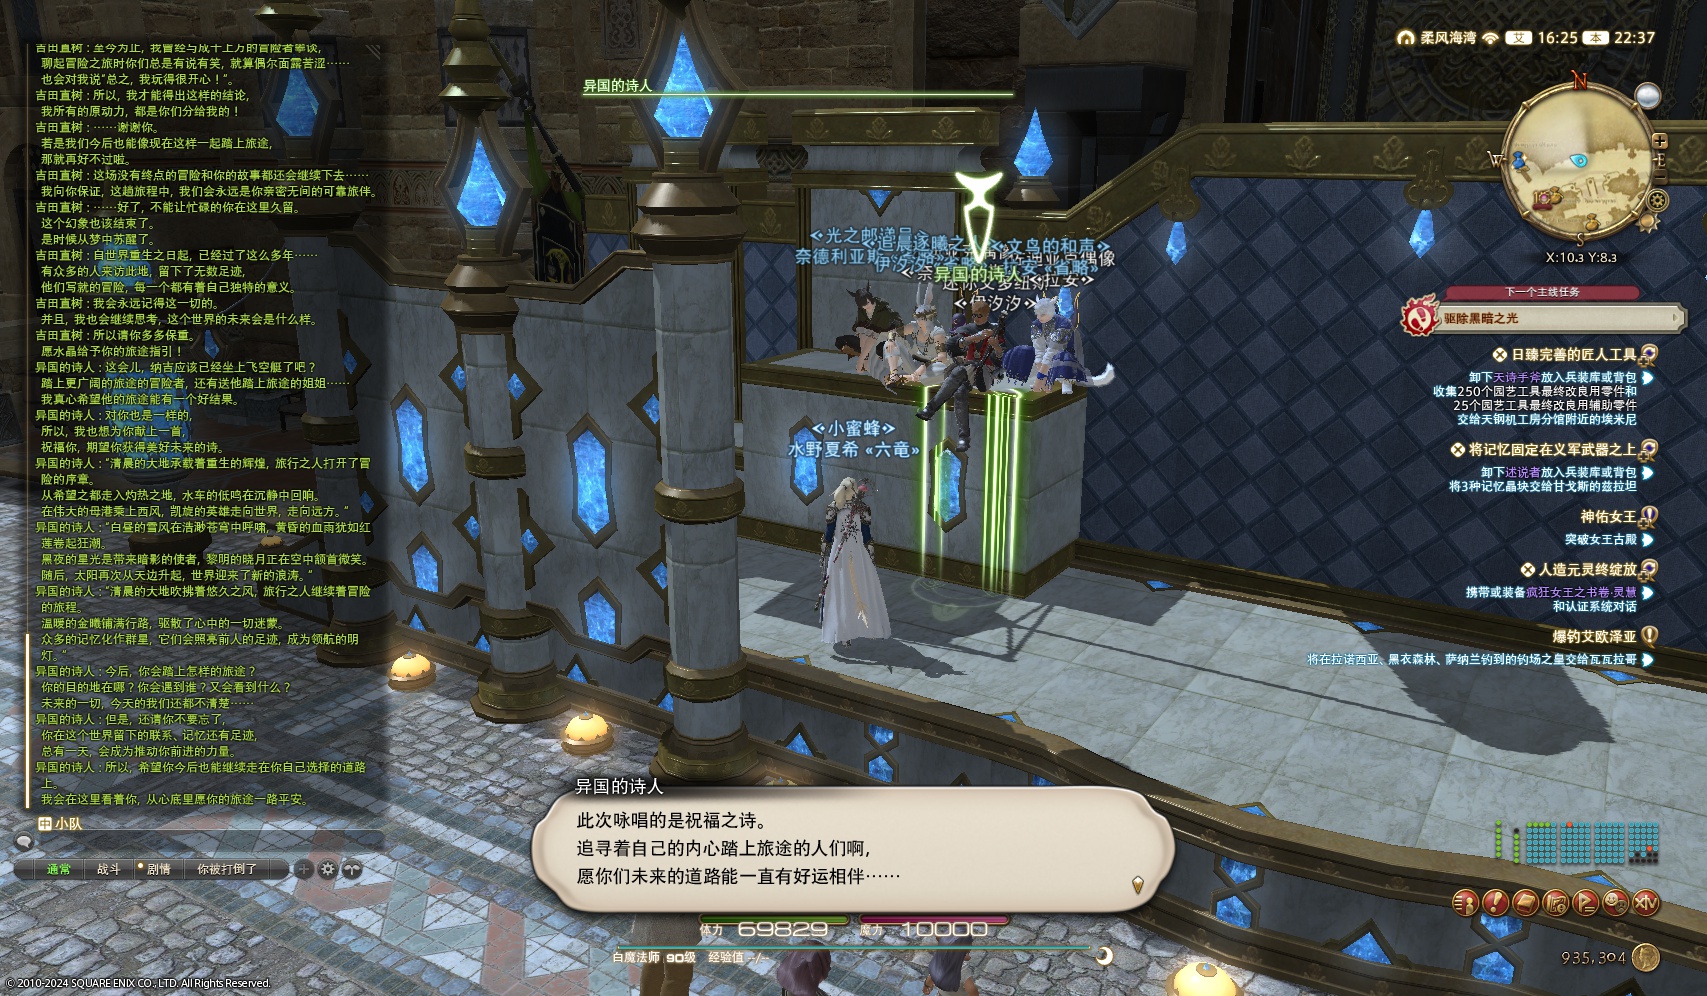 吉田直树：至今为止，我曾经与成千上万的冒险者攀谈，
聊起冒险之旅时你们总是有说有笑，就算偶尔面露苦涩……
也会对我说“总之，我玩得很开心！”。
吉田直树：所以，我才能得出这样的结论，
我所有的原动力，都是你们分给我的！
吉田直树：……谢谢你。
若是我们今后也能像现在这样一起踏上旅途，
那就再好不过啦。
吉田直树：这场没有终点的冒险和你的故事都还会继续下去……
我向你保证，这趟旅程中，我们会永远是你亲密无间的可靠旅伴。
吉田直树：……好了，不能让忙碌的你在这里久留。
这个幻象也该结束了。
是时候从梦中苏醒了。
吉田直树：自世界重生之日起，已经过了这么多年……
有众多的人来访此地，留下了无数足迹，
他们写就的冒险，每一个都有着自己独特的意义。
吉田直树：我会永远记得这一切的。
并且，我也会继续思考，这个世界的未来会是什么样。
吉田直树：所以请你多多保重。
愿水晶给予你的旅途指引！
异国的诗人：这会儿，纳吉应该已经坐上飞空艇了吧？
踏上更广阔的旅途的冒险者，还有送他踏上旅途的姐姐……
我真心希望他的旅途能有一个好结果。
异国的诗人：对你也是一样的，
所以，我也想为你献上一首，
祝福你，期望你获得美好未来的诗。
异国的诗人：“清晨的大地承载着重生的辉煌，旅行之人打开了冒
险的序章。
从希望之都走入灼热之地，水车的低鸣在沉静中回响。
在伟大的母港乘上西风，凯旋的英雄走向世界，走向远方。”
异国的诗人：“白昼的雪风在浩渺苍穹中呼啸，黄昏的血雨犹如红
莲卷起狂潮。
黑夜的星光是带来暗影的使者，黎明的晓月正在空中颔首微笑。
随后，太阳再次从天边升起，世界迎来了新的浪涛。”
异国的诗人：“清晨的大地吹拂着悠久之风，旅行之人继续着冒险
的旅程。
温暖的金曦铺满行路，驱散了心中的一切迷蒙。
众多的记忆化作群星，它们会照亮前人的足迹，成为领航的明
灯。”
异国的诗人：今后，你会踏上怎样的旅途？
你的目的地在哪？你会遇到谁？又会看到什么？
未来的一切，今天的我们还都不清楚……
异国的诗人：但是，还请你不要忘了，
你在这个世界留下的联系、记忆还有足迹，
总有一天，会成为推动你前进的力量。
异国的诗人：所以，希望你今后也能继续走在你自己选择的道路
上。
我会在这里看着你，从心底里愿你的旅途一路平安。
中 小队
通常 战斗 剧情 你被打倒了
异国的诗人
异国的诗人
«小蜜蜂»
水野夏希 «六竜»
柔风海湾 艾 16:25 本 22:37
N
W
E
S
X:10.3 Y:8.3
下一个主线任务
驱除黑暗之光
日臻完善的匠人工具
卸下天诗手斧放入兵装库或背包
收集250个园艺工具最终改良用零件和
25个园艺工具最终改良用辅助零件
交给天钢机工房分馆附近的埃米尼
将记忆固定在义军武器之上
卸下述说者放入兵装库或背包
将3种记忆晶块交给甘戈斯的兹拉坦
神佑女王
突破女王古殿
人造元灵终绽放
携带或装备疯狂女王之书卷·灵慧
和认证系统对话
爆钓艾欧泽亚
将在拉诺西亚、黑衣森林、萨纳兰钓到的钓场之皇交给瓦瓦拉哥
异国的诗人
此次咏唱的是祝福之诗。
追寻着自己的内心踏上旅途的人们啊，
愿你们未来的道路能一直有好运相伴……
体力 69829 魔力 10000
白魔法师 90级 经验值 --/--
XIV
935,304
© 2010-2024 SQUARE ENIX CO., LTD. All Rights Reserved.